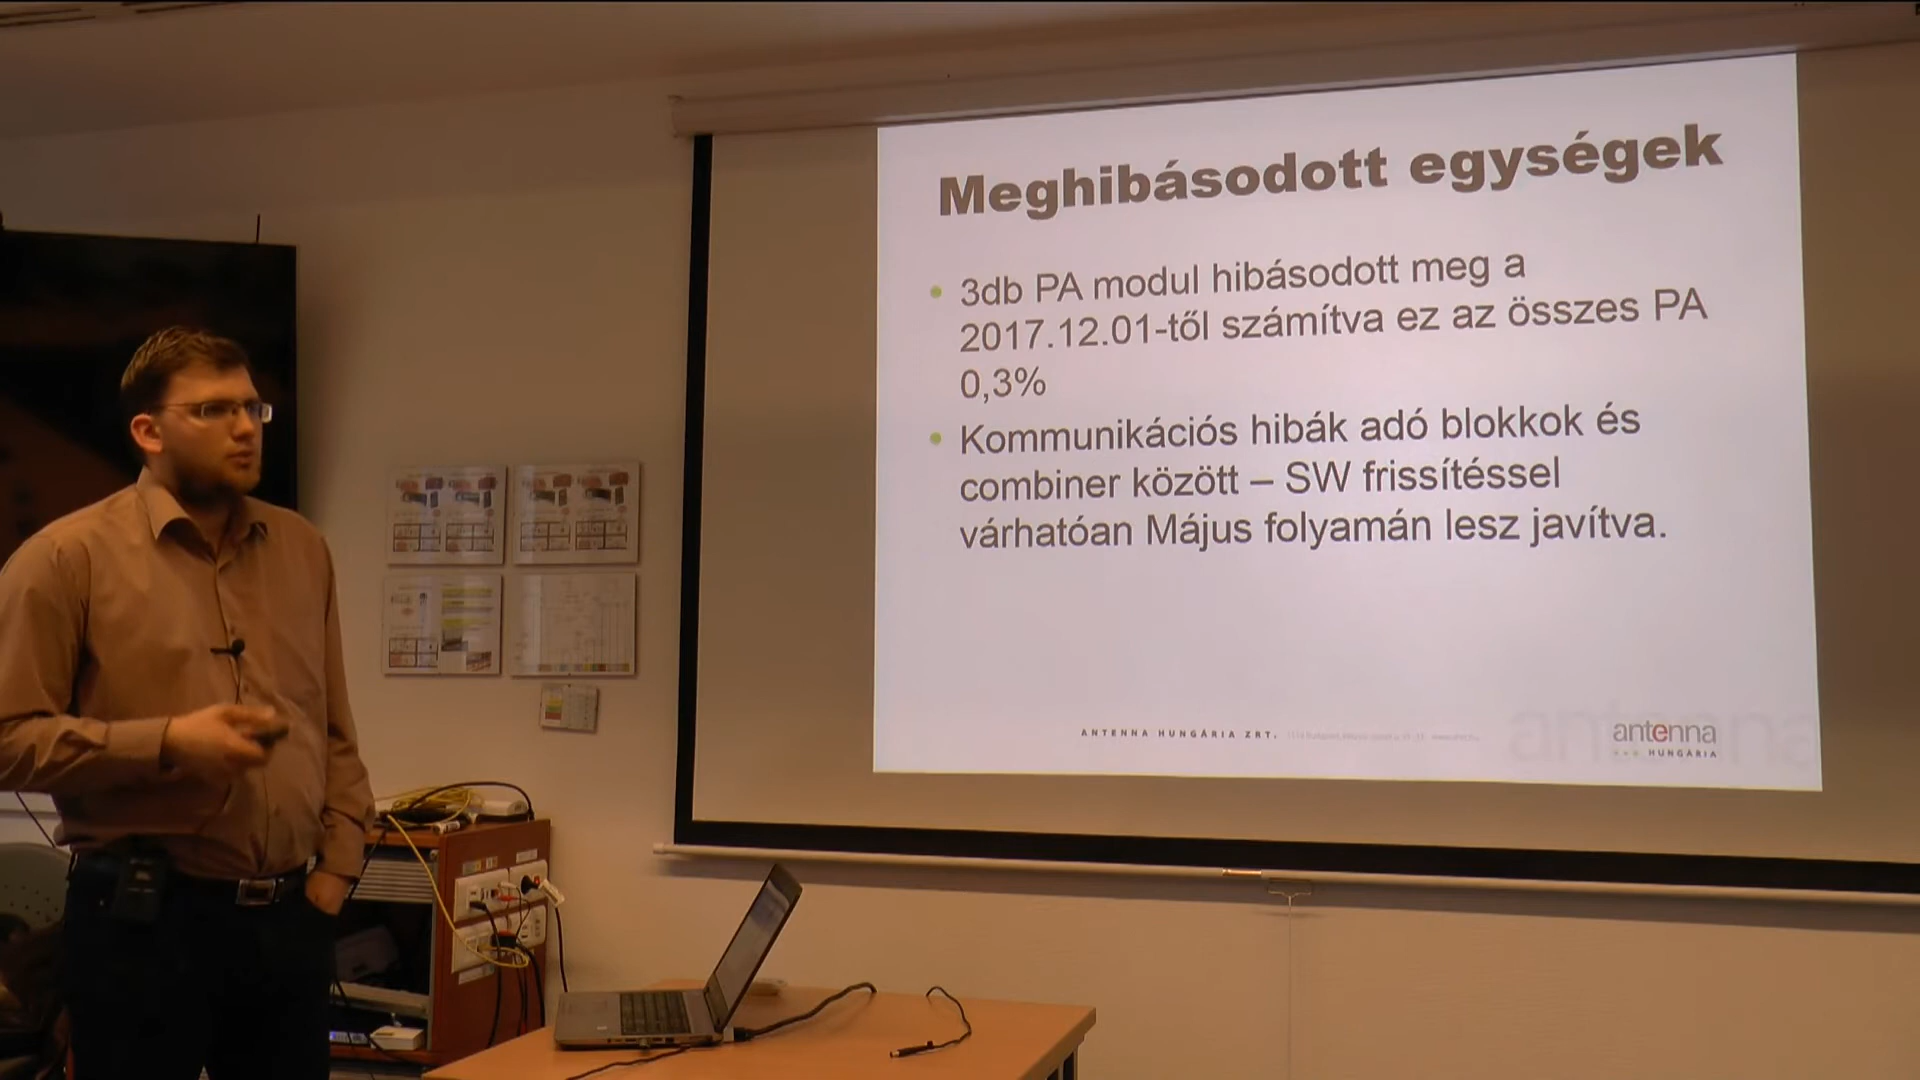 Meghibásodott egységek
3db PA modul hibásodott meg a
2017.12.01-től számítva ez az összes PA
0,3%
Kommunikációs hibák adó blokkok és
combiner között – SW frissítéssel
várhatóan Május folyamán lesz javítva.
ANTENNA HUNGÁRIA ZRT.
antenna
HUNGÁRIA